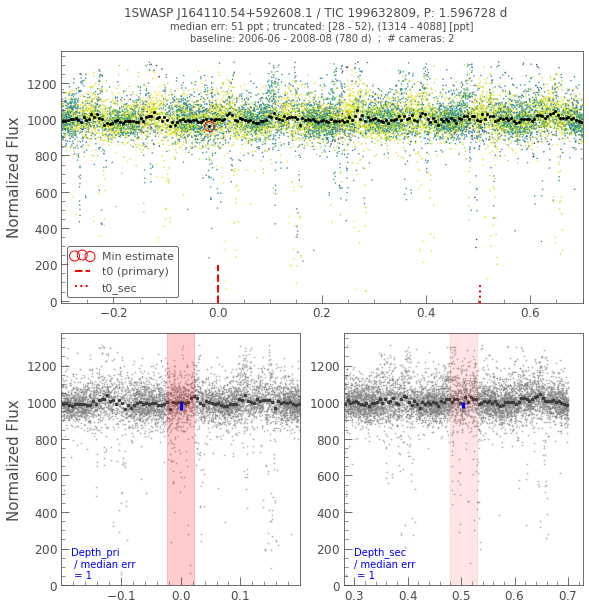 1SWASP J164110.54+592608.1 / TIC 199632809, P: 1.596728 d
median err: 51 ppt ; truncated: [28 - 52), (1314 - 4088] [ppt]
baseline: 2006-06 - 2008-08 (780 d)  ;  # cameras: 2
Normalized Flux
1200
1000
800
600
400
200
0
Min estimate
t0 (primary)
t0_sec
−0.2 0.0 0.2 0.4 0.6
Normalized Flux
1200
1000
800
600
400
200
0
Depth_pri
/ median err
= 1
−0.1 0.0 0.1
1200
1000
800
600
400
200
0
Depth_sec
/ median err
= 1
0.3 0.4 0.5 0.6 0.7